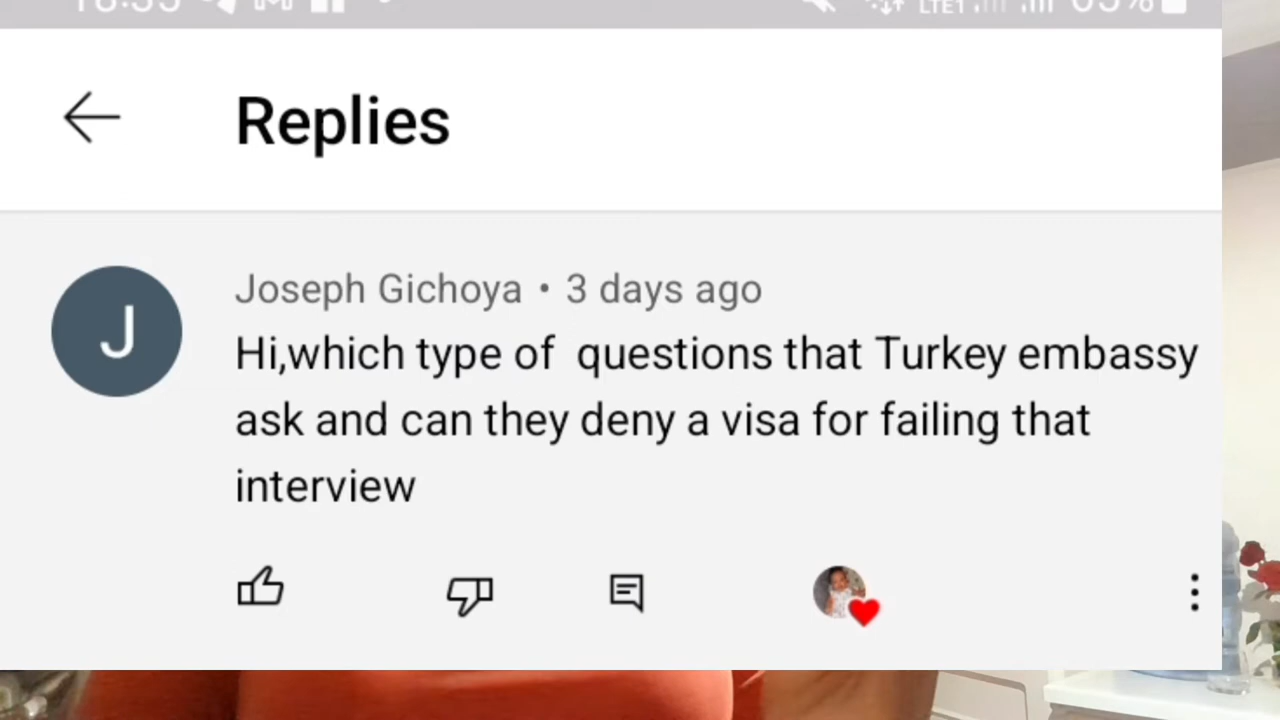 Replies
Joseph Gichoya • 3 days ago
Hi,which type of questions that Turkey embassy
ask and can they deny a visa for failing that
interview
J